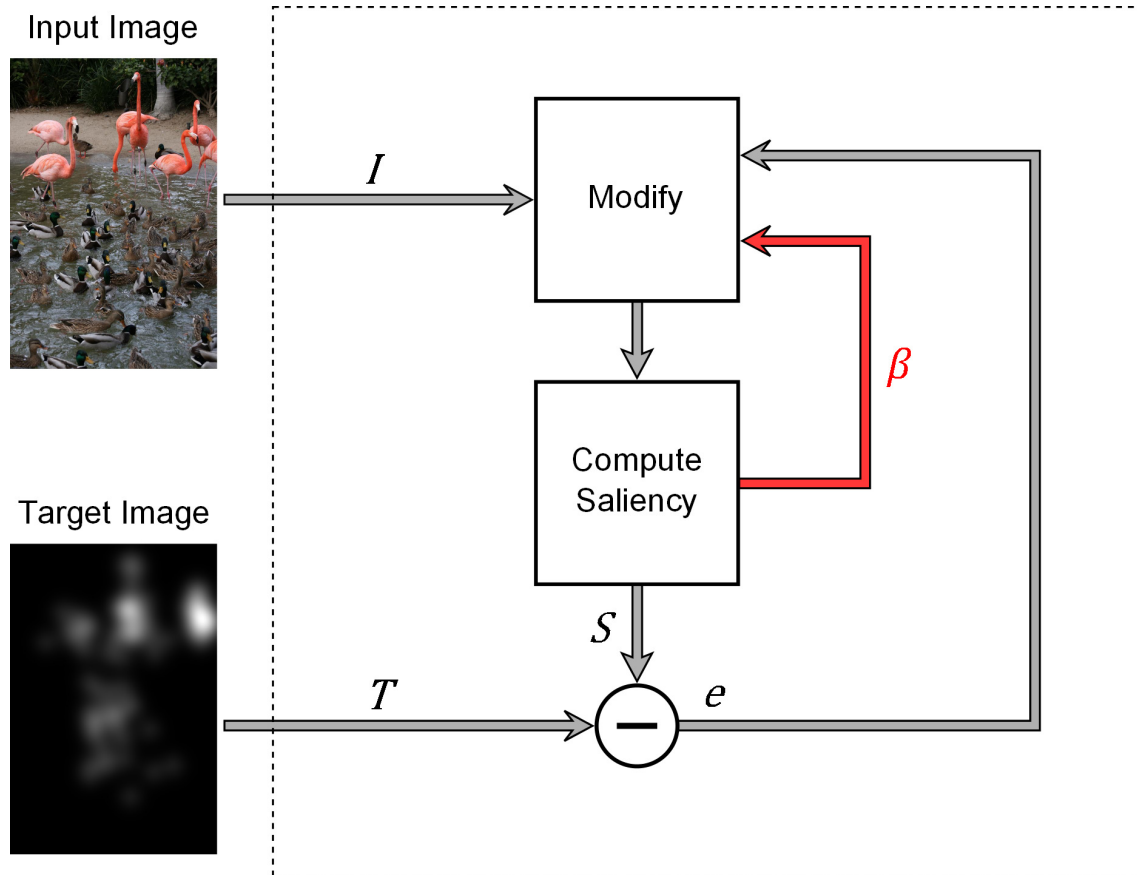 Input Image
I
Modify
β
Compute
Saliency
Target Image
S
T
e